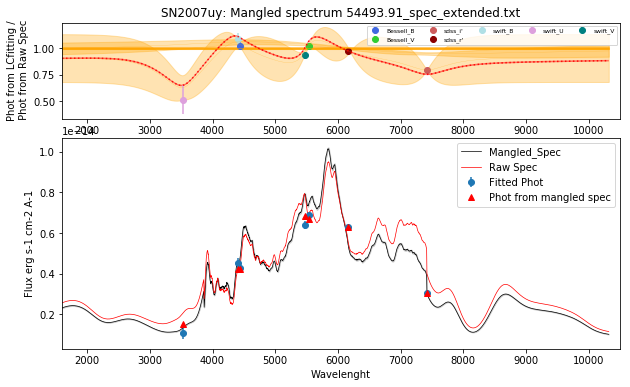 SN2007uy: Mangled spectrum 54493.91_spec_extended.txt
Phot from LCfitting /
Phot from Raw Spec
1.00
0.75
0.50
Bessell_B
sdss_i'
swift_B
swift_U
swift_V
Bessell_V
sdss_r'
2000 3000 4000 5000 6000 7000 8000 9000 10000
1e−14
Flux erg s-1 cm-2 A-1
1.0
0.8
0.6
0.4
0.2
Mangled_Spec
Raw Spec
Fitted Phot
Phot from mangled spec
2000 3000 4000 5000 6000 7000 8000 9000 10000
Wavelenght